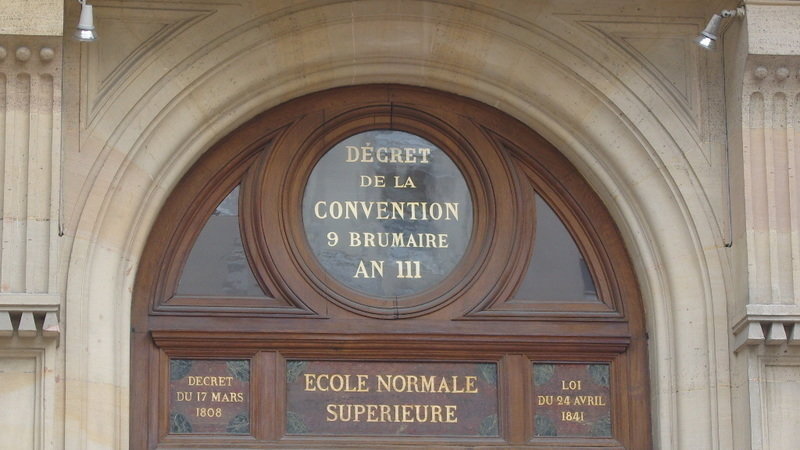 DÉCRET
DE LA
CONVENTION
9 BRUMAIRE
AN 111
DECRET
DU 17 MARS
1808
ECOLE NORMALE
SUPERIEURE
LOI
DU 24 AVRIL
1841